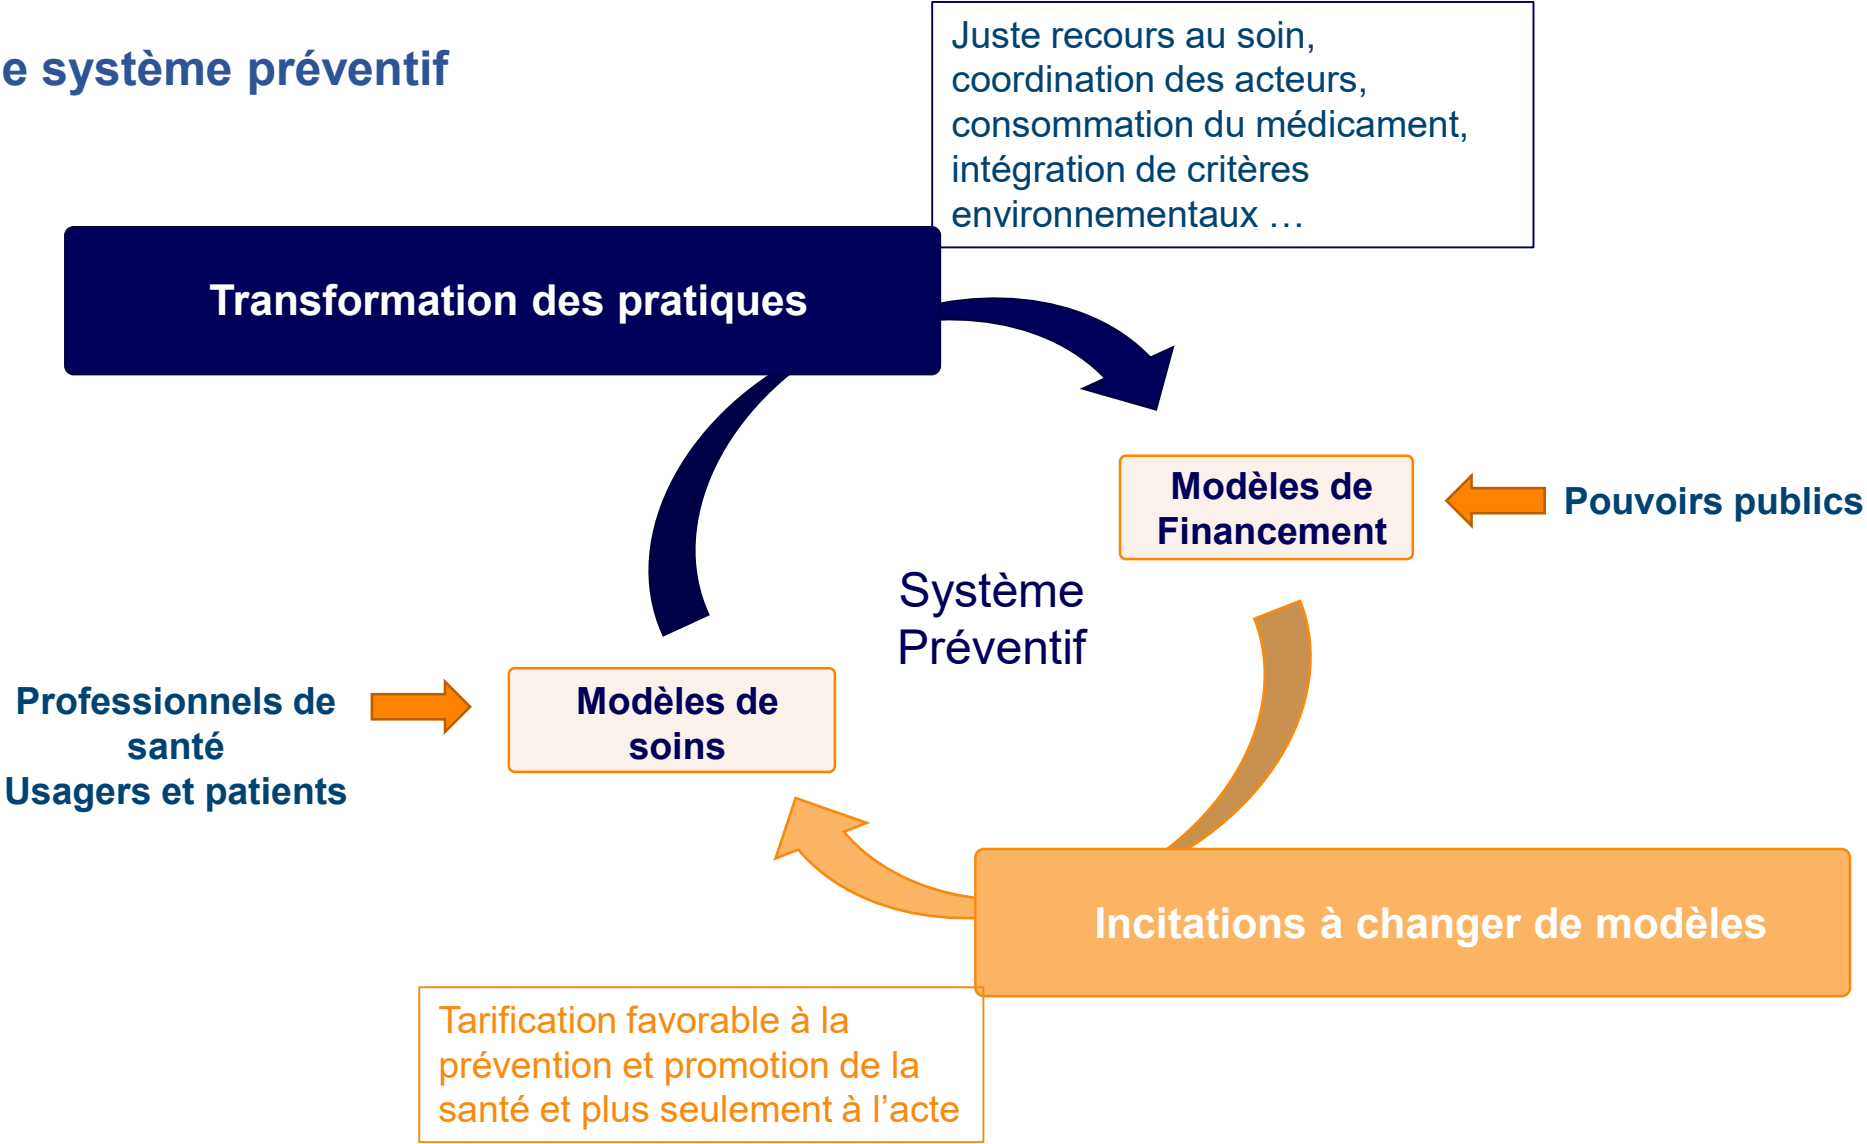 e système préventif
Juste recours au soin,
coordination des acteurs,
consommation du médicament,
intégration de critères
environnementaux …
Transformation des pratiques
Modèles de
Financement
Pouvoirs publics
Système
Préventif
Professionnels de
santé
Usagers et patients
Modèles de
soins
Incitations à changer de modèles
Tarification favorable à la
prévention et promotion de la
santé et plus seulement à l’acte